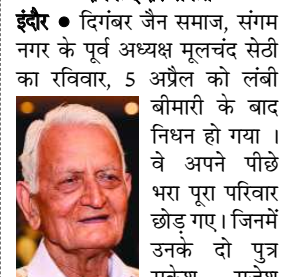 इंदौर ● दिगंबर जैन समाज, संगम
नगर के पूर्व अध्यक्ष मूलचंद सेठी
का रविवार, 5 अप्रैल को लंबी
बीमारी के बाद
निधन हो गया ।
वे अपने पीछे
भरा पूरा परिवार
छोड़ गए। जिनमें
उनके दो पुत्र